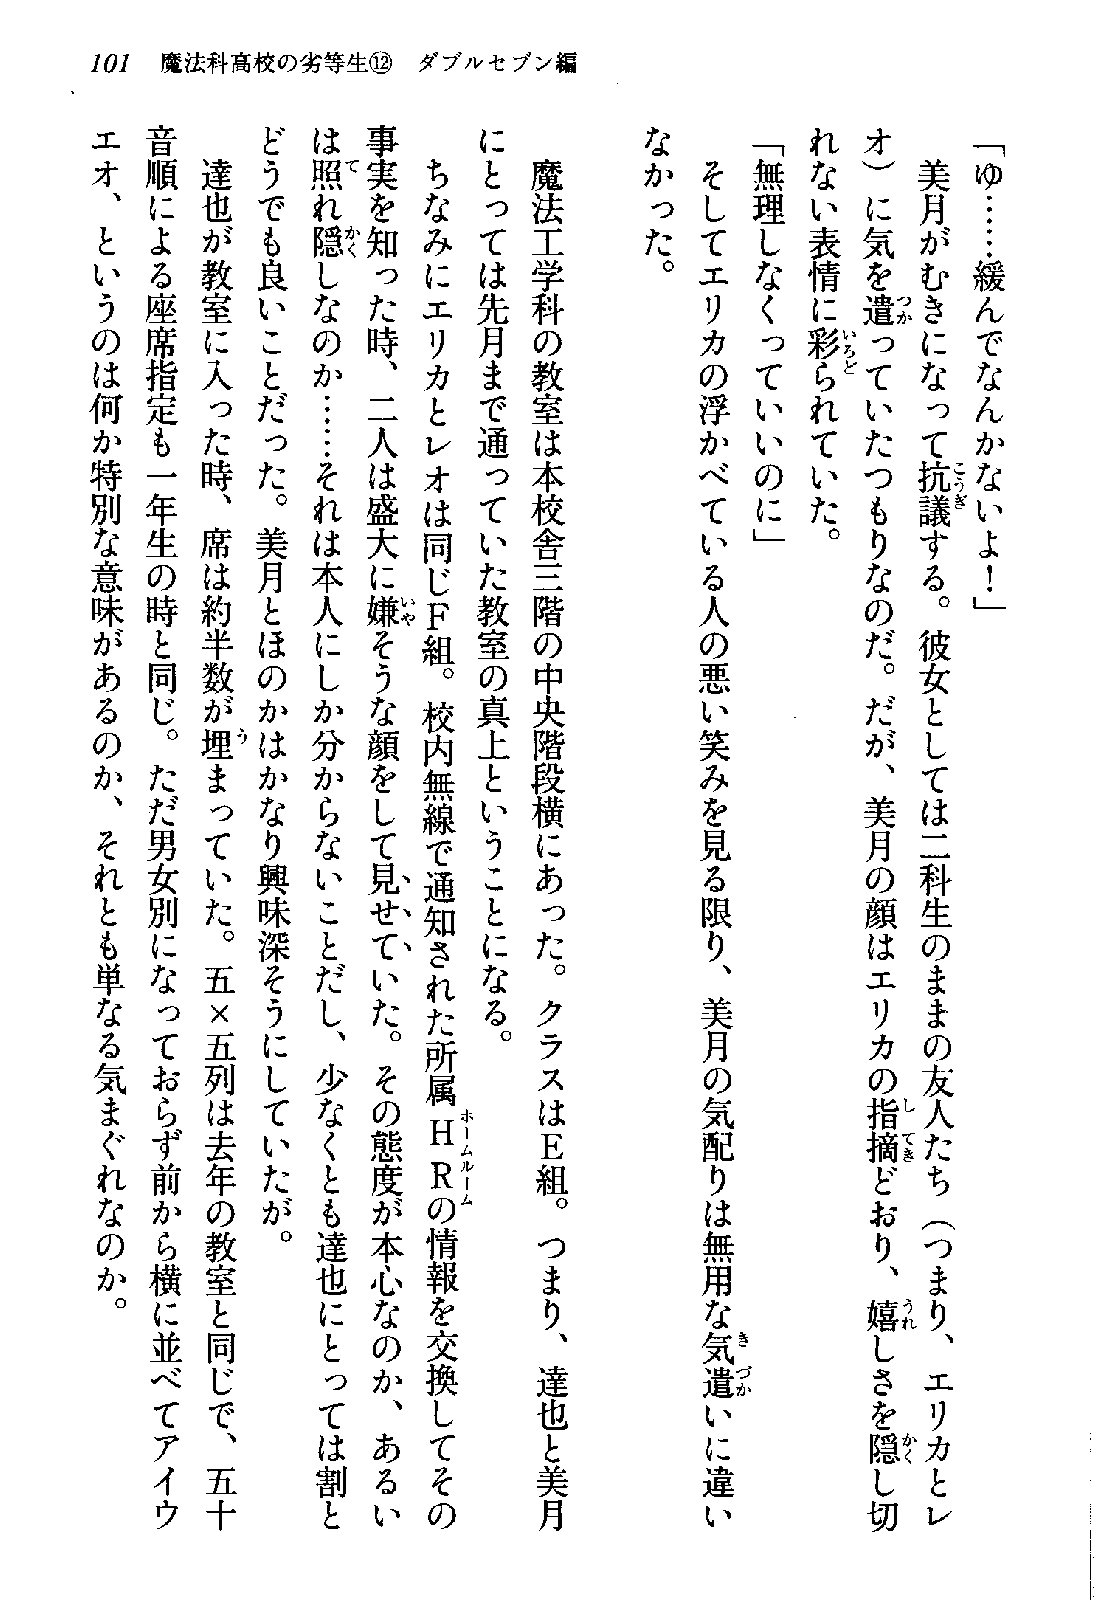 101　魔法科高校の劣等生⑫　ダブルセブン編
「ゆ……緩んでなんかないよ！」
　美月がむきになって抗議する。彼女としては二科生のままの友人たち（つまり、エリカとレ
オ）に気を遣っていたつもりなのだ。だが、美月の顔はエリカの指摘どおり、嬉しさを隠し切
れない表情に彩られていた。
「無理しなくっていいのに」
　そしてエリカの浮かべている人の悪い笑みを見る限り、美月の気配りは無用な気遣いに違い
なかった。
　魔法工学科の教室は本校舎三階の中央階段横にあった。クラスはＥ組。つまり、達也と美月
にとっては先月まで通っていた教室の真上ということになる。
　ちなみにエリカとレオは同じＦ組。校内無線で通知された所属ＨＲの情報を交換してその
事実を知った時、二人は盛大に嫌そうな顔をして見せていた。その態度が本心なのか、あるい
は照れ隠しなのか……それは本人にしか分からないことだし、少なくとも達也にとっては割と
どうでも良いことだった。美月とほのかはかなり興味深そうにしていたが。
　達也が教室に入った時、席は約半数が埋まっていた。五×五列は去年の教室と同じで、五十
音順による座席指定も一年生の時と同じ。ただ男女別になっておらず前から横に並べてアイウ
エオ、というのは何か特別な意味があるのか、それとも単なる気まぐれなのか。